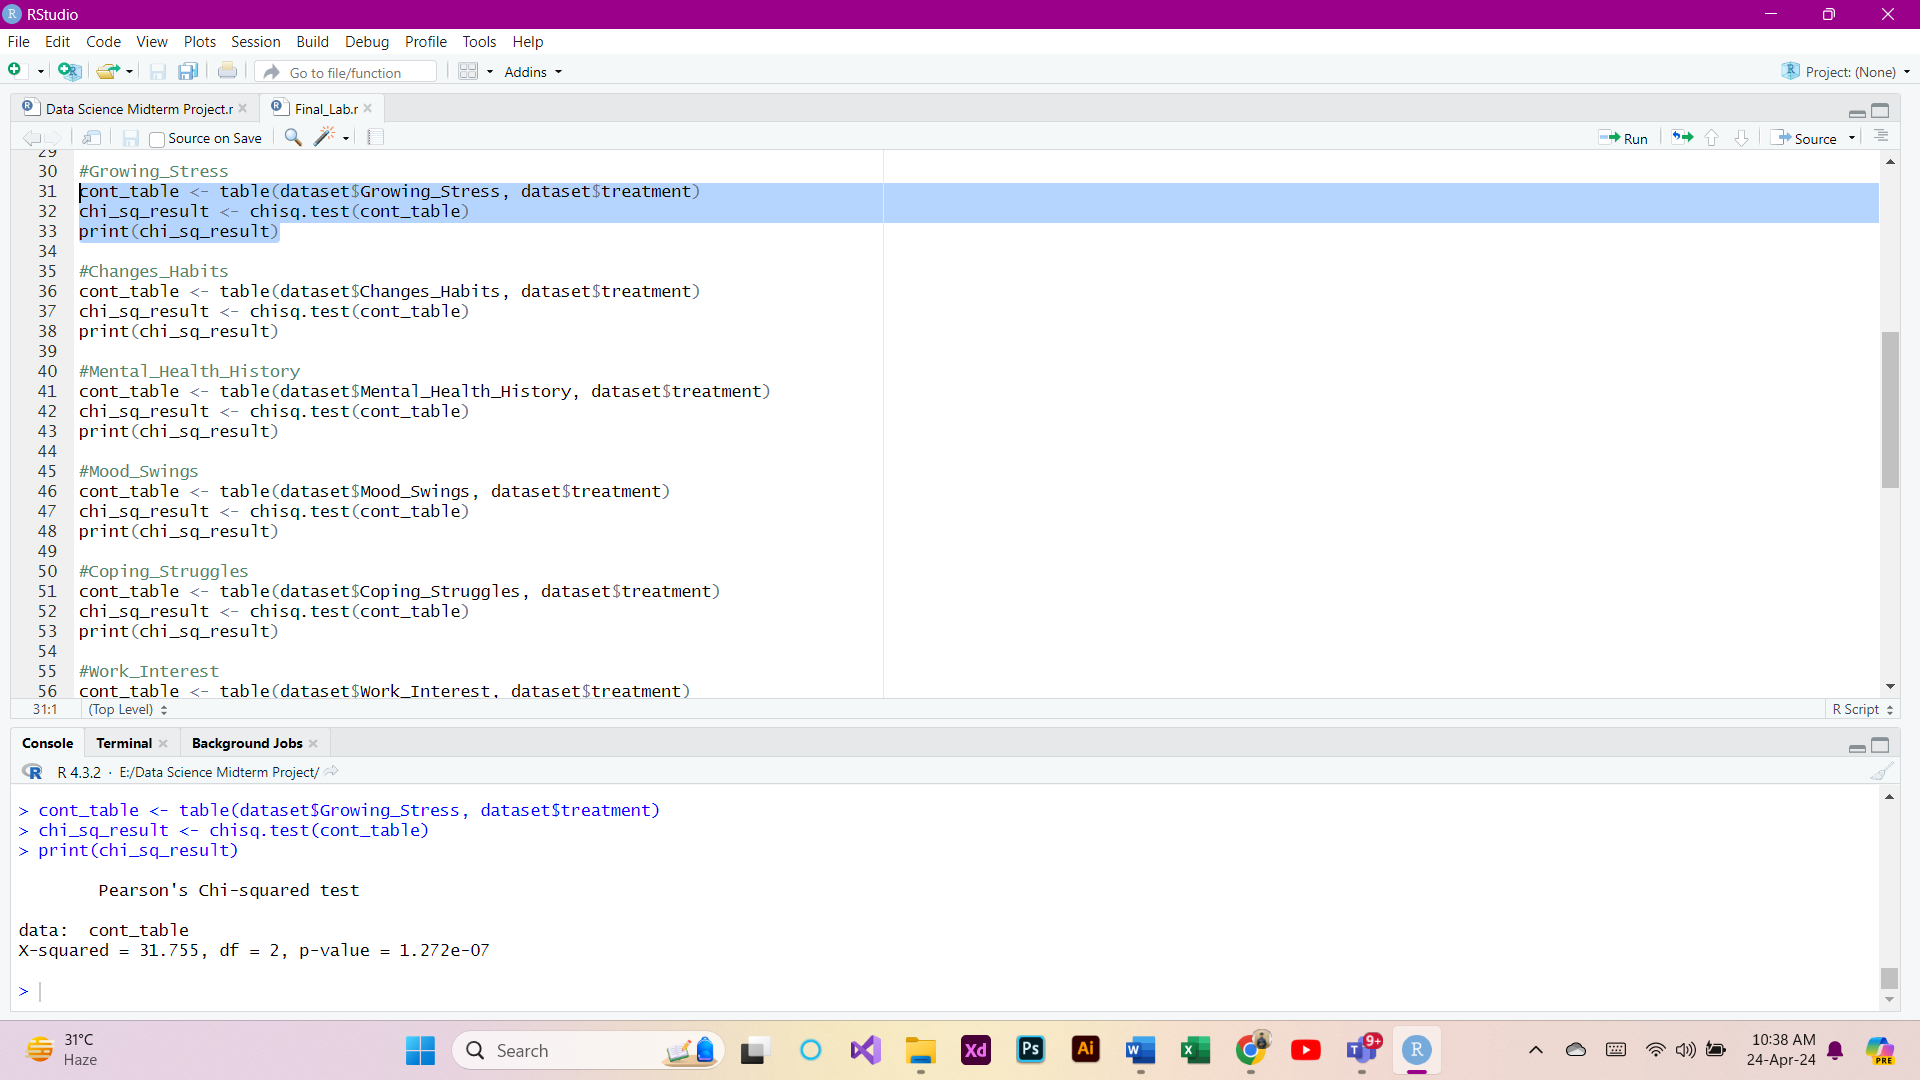 RStudio
File Edit Code View Plots Session Build Debug Profile Tools Help
Go to file/function Addins Project: (None)
Data Science Midterm Project.r Final_Lab.r
Source on Save Run Source
29
30 #Growing_Stress
31 cont_table <- table(dataset$Growing_Stress, dataset$treatment)
32 chi_sq_result <- chisq.test(cont_table)
33 print(chi_sq_result)
34
35 #Changes_Habits
36 cont_table <- table(dataset$Changes_Habits, dataset$treatment)
37 chi_sq_result <- chisq.test(cont_table)
38 print(chi_sq_result)
39
40 #Mental_Health_History
41 cont_table <- table(dataset$Mental_Health_History, dataset$treatment)
42 chi_sq_result <- chisq.test(cont_table)
43 print(chi_sq_result)
44
45 #Mood_Swings
46 cont_table <- table(dataset$Mood_Swings, dataset$treatment)
47 chi_sq_result <- chisq.test(cont_table)
48 print(chi_sq_result)
49
50 #Coping_Struggles
51 cont_table <- table(dataset$Coping_Struggles, dataset$treatment)
52 chi_sq_result <- chisq.test(cont_table)
53 print(chi_sq_result)
54
55 #Work_Interest
56 cont_table <- table(dataset$Work_Interest, dataset$treatment)
31:1 (Top Level) R Script
Console Terminal Background Jobs
R 4.3.2 · E:/Data Science Midterm Project/
> cont_table <- table(dataset$Growing_Stress, dataset$treatment)
> chi_sq_result <- chisq.test(cont_table)
> print(chi_sq_result)
Pearson's Chi-squared test
data: cont_table
X-squared = 31.755, df = 2, p-value = 1.272e-07
>
31°C
Haze
Search
Xd Ps Ai W X T 9+ R
10:38 AM
24-Apr-24
PRE